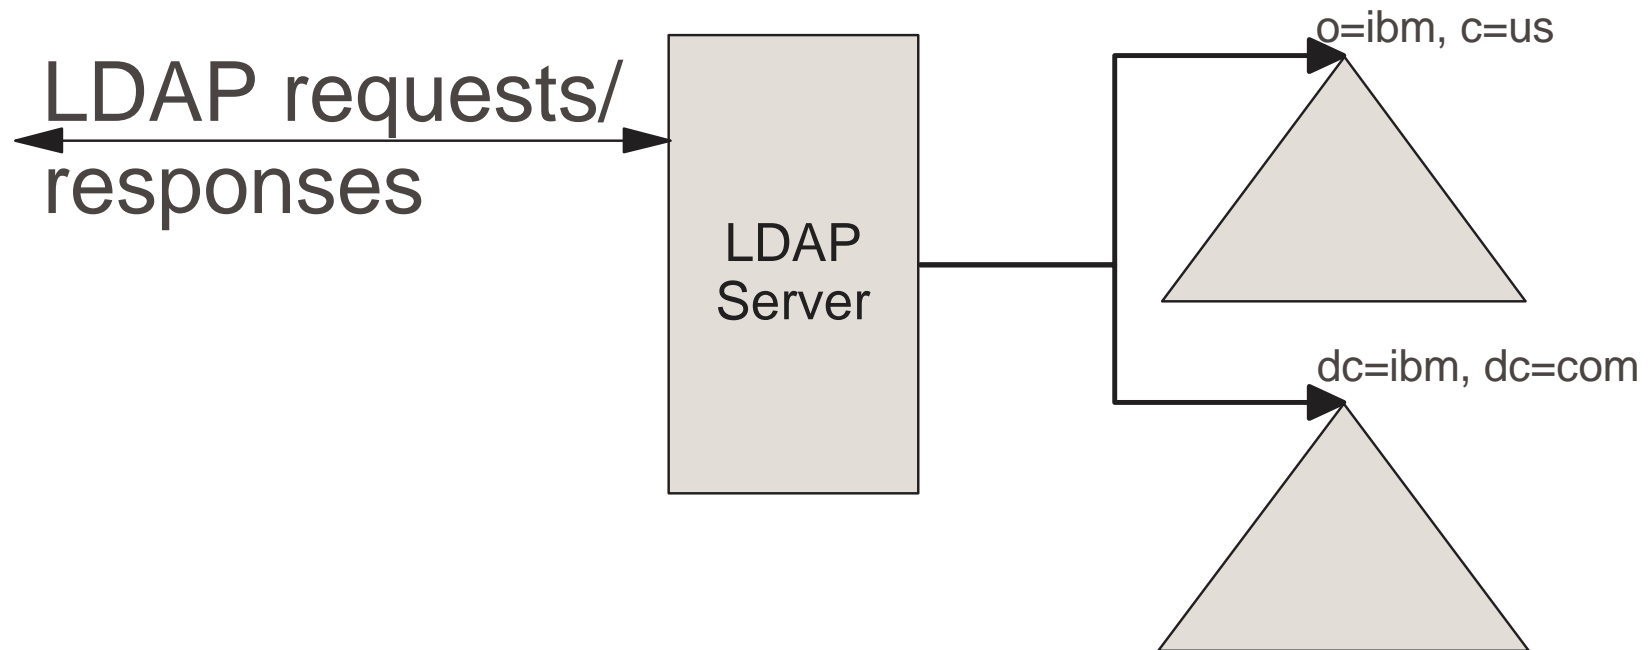 LDAP requests/
responses
LDAP
Server
o=ibm, c=us
dc=ibm, dc=com